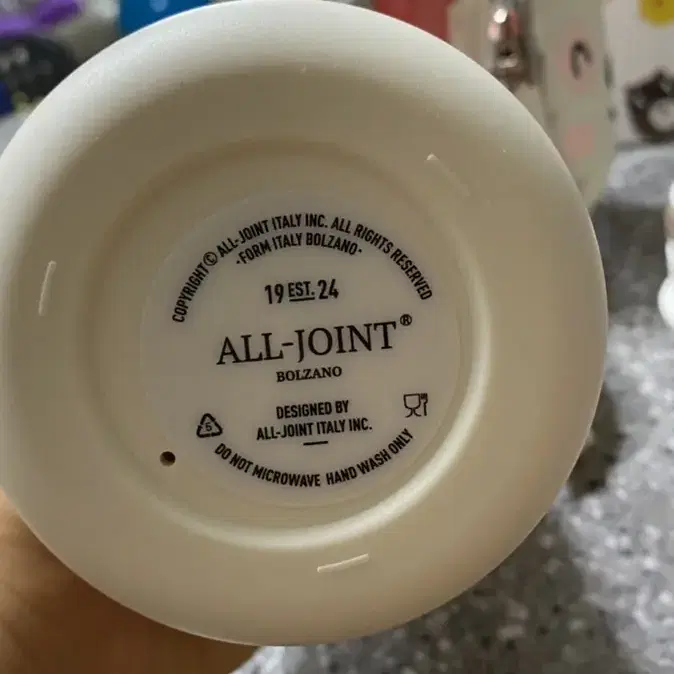 COPYRIGHT © ALL-JOINT ITALY INC. ALL RIGHTS RESERVED
·FORM ITALY BOLZANO·
19 EST. 24
ALL-JOINT®
BOLZANO
DESIGNED BY
ALL-JOINT ITALY INC.
5
DO NOT MICROWAVE HAND WASH ONLY